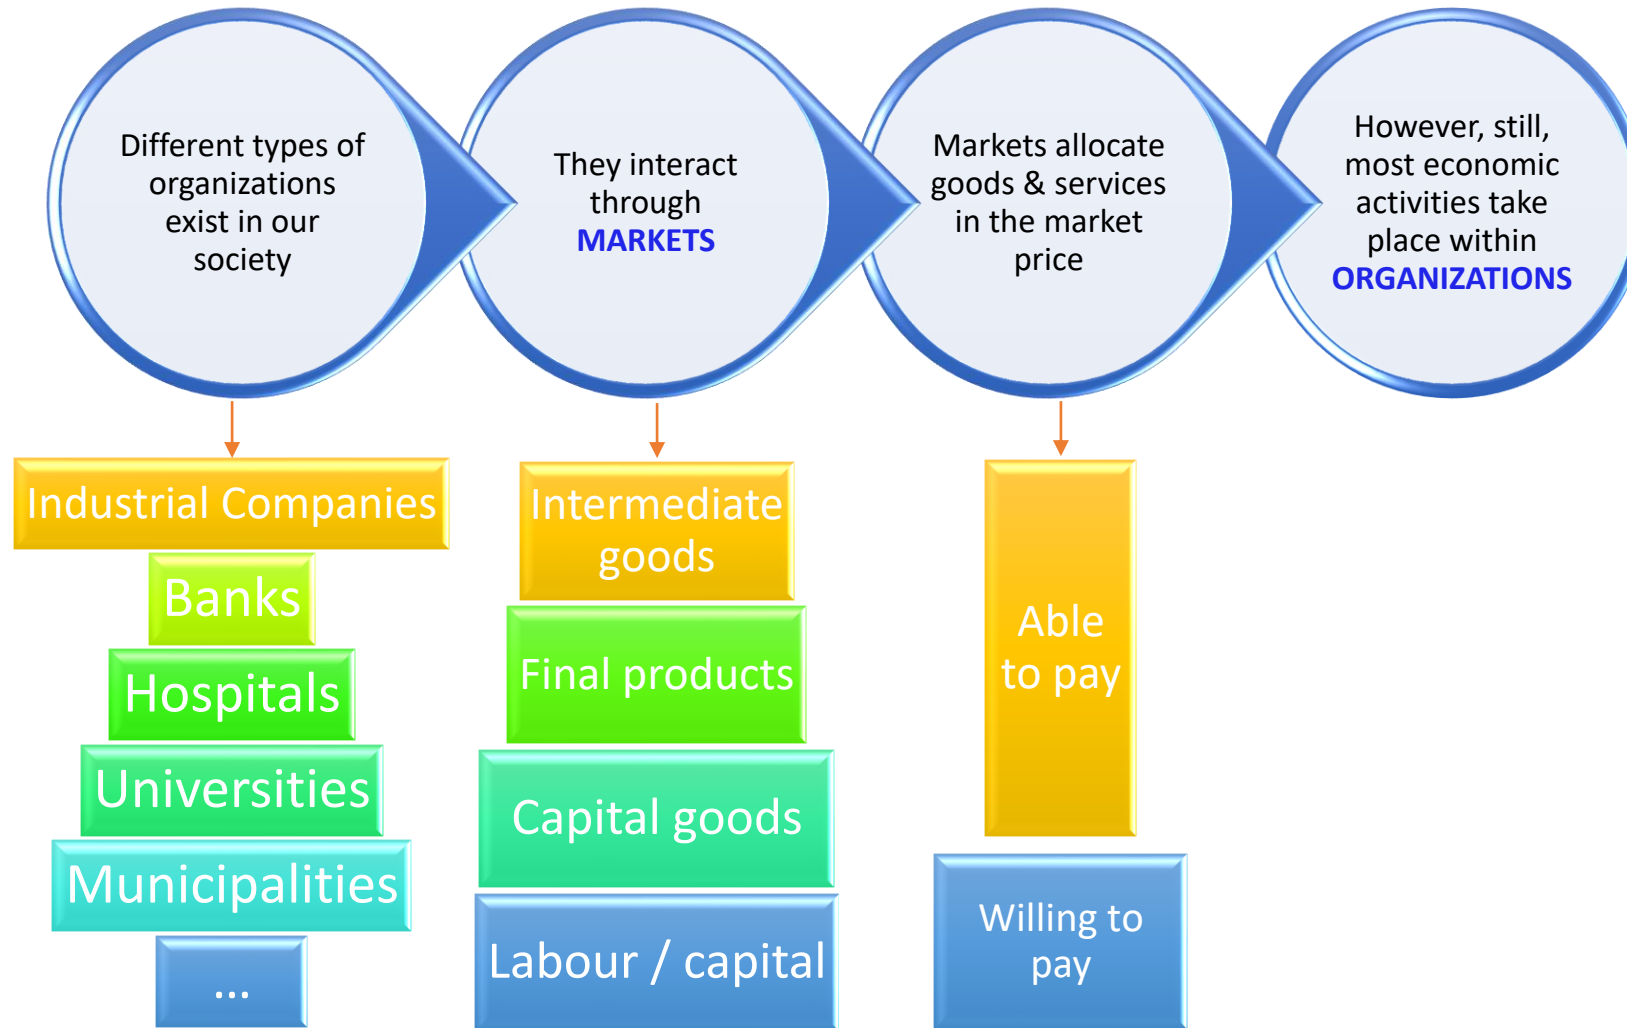 Different types of
organizations
exist in our
society
They interact
through
MARKETS
Markets allocate
goods & services
in the market
price
However, still,
most economic
activities take
place within
ORGANIZATIONS
Industrial Companies
Banks
Hospitals
Universities
Municipalities
...
Intermediate
goods
Final products
Capital goods
Labour / capital
Able
to pay
Willing to
pay